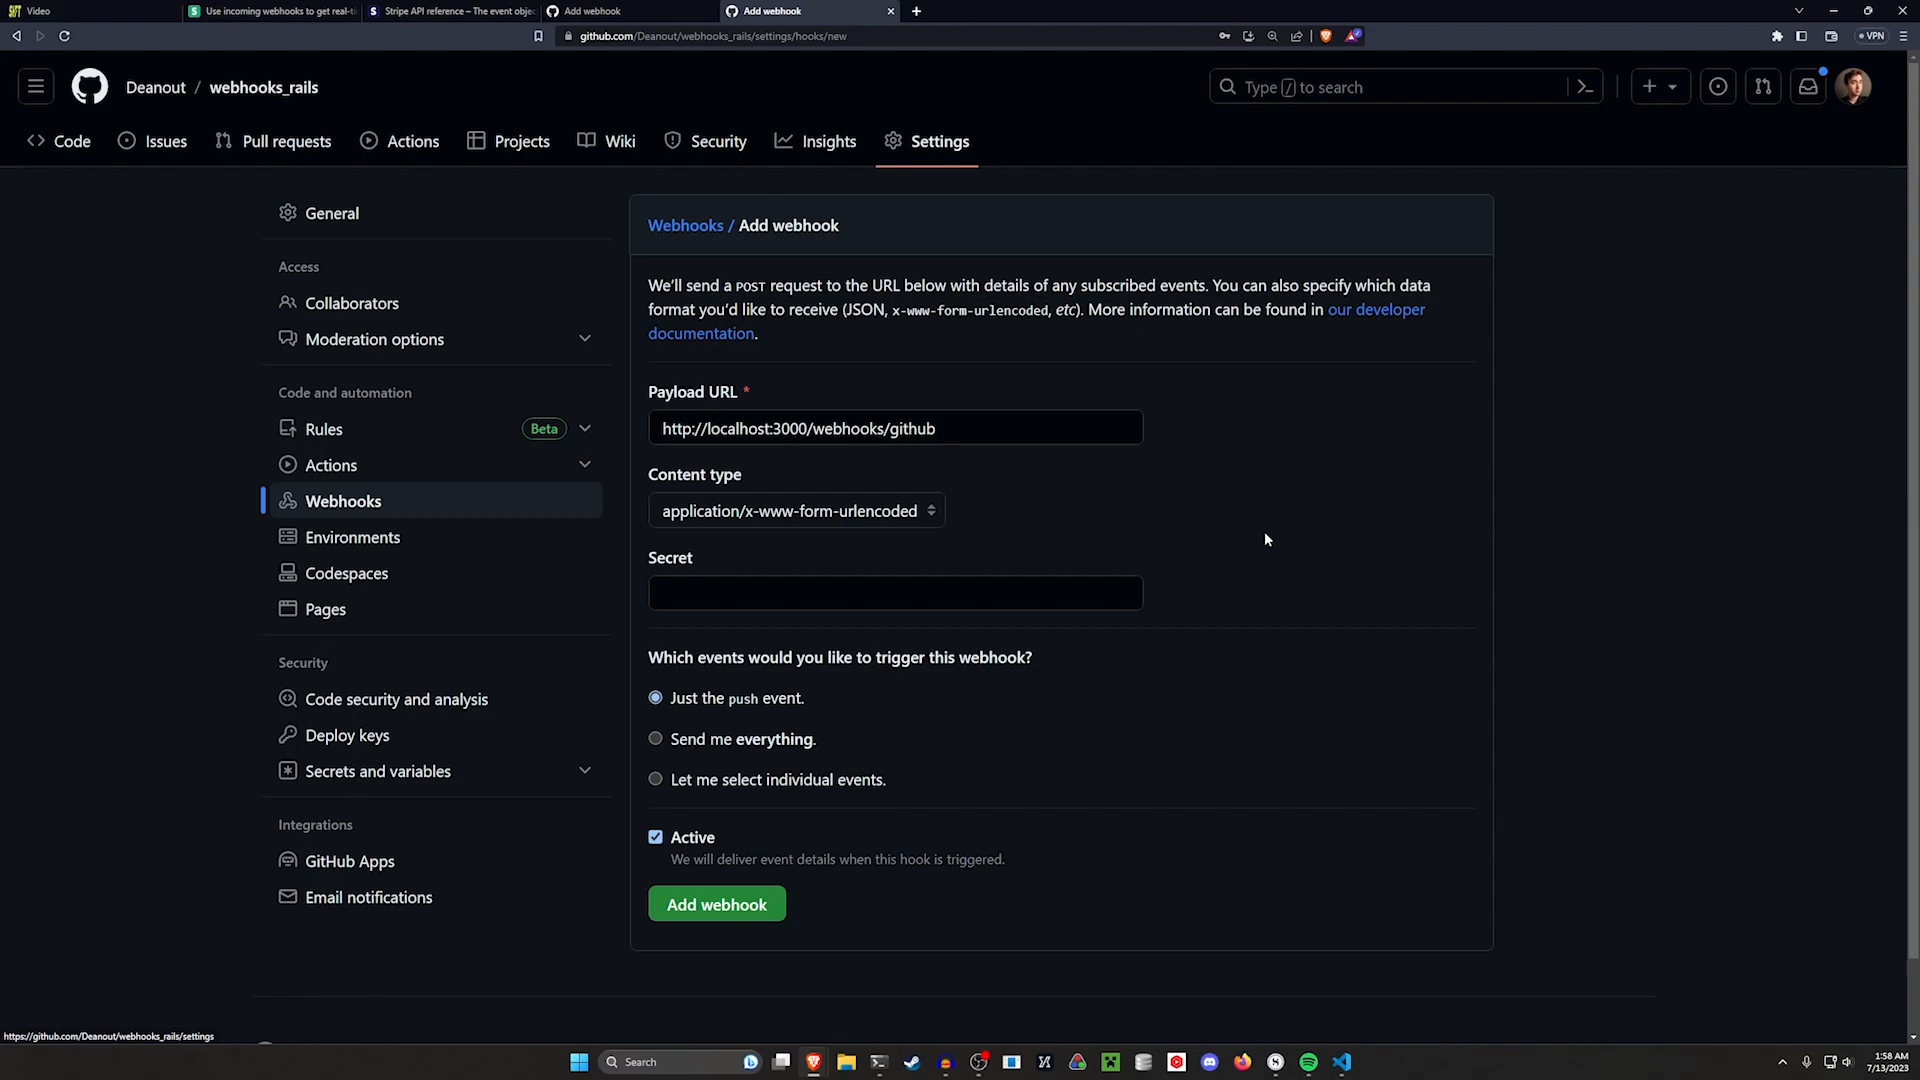 Video
Use incoming webhooks to get real-ti
Stripe API reference – The event objec
Add webhook
Add webhook
github.com/Deanout/webhooks_rails/settings/hooks/new
VPN
Deanout / webhooks_rails
Type / to search
Code
Issues
Pull requests
Actions
Projects
Wiki
Security
Insights
Settings
General
Access
Collaborators
Moderation options
Code and automation
Rules
Beta
Actions
Webhooks
Environments
Codespaces
Pages
Security
Code security and analysis
Deploy keys
Secrets and variables
Integrations
GitHub Apps
Email notifications
Webhooks / Add webhook
We'll send a POST request to the URL below with details of any subscribed events. You can also specify which data
format you'd like to receive (JSON, x-www-form-urlencoded, etc). More information can be found in our developer
documentation.
Payload URL *
http://localhost:3000/webhooks/github
Content type
application/x-www-form-urlencoded
Secret
Which events would you like to trigger this webhook?
Just the push event.
Send me everything.
Let me select individual events.
Active
We will deliver event details when this hook is triggered.
Add webhook
https://github.com/Deanout/webhooks_rails/settings
Search
1:58 AM
7/13/2023